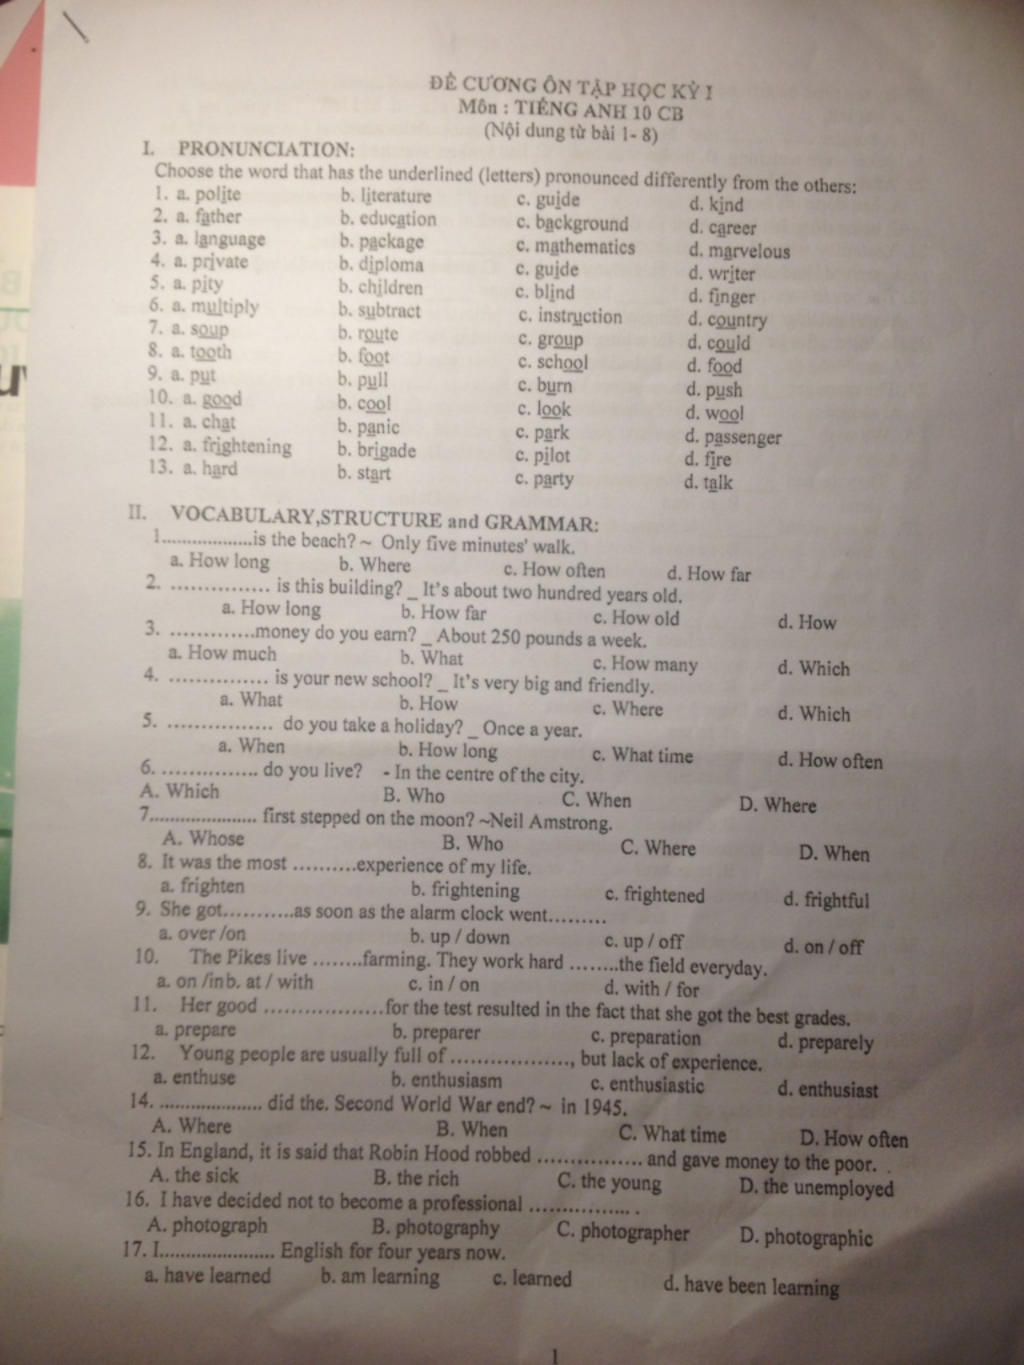 ĐỀ CƯƠNG ÔN TẬP HỌC KỲ I
Môn : TIẾNG ANH 10 CB
(Nội dung từ bài 1- 8)
I. PRONUNCIATION:
Choose the word that has the underlined (letters) pronounced differently from the others:
1. a. polite b. literature c. guide d. kind
2. a. father b. education c. background d. career
3. a. language b. package c. mathematics d. marvelous
4. a. private b. diploma c. guide d. writer
5. a. pity b. children c. blind d. finger
6. a. multiply b. subtract c. instruction d. country
7. a. soup b. route c. group d. could
8. a. tooth b. foot c. school d. food
9. a. put b. pull c. burn d. push
10. a. good b. cool c. look d. wool
11. a. chat b. panic c. park d. passenger
12. a. frightening b. brigade c. pilot d. fire
13. a. hard b. start c. party d. talk
II. VOCABULARY,STRUCTURE and GRAMMAR:
1..................is the beach? ~ Only five minutes' walk.
a. How long b. Where c. How often d. How far
2. ............... is this building? _ It's about two hundred years old.
a. How long b. How far c. How old d. How
3. .............money do you earn? _ About 250 pounds a week.
a. How much b. What c. How many d. Which
4. ............... is your new school? _ It's very big and friendly.
a. What b. How c. Where d. Which
5. ................ do you take a holiday? _ Once a year.
a. When b. How long c. What time d. How often
6. ............... do you live? - In the centre of the city.
A. Which B. Who C. When D. Where
7...................... first stepped on the moon? ~Neil Amstrong.
A. Whose B. Who C. Where D. When
8. It was the most ..........experience of my life.
a. frighten b. frightening c. frightened d. frightful
9. She got...........as soon as the alarm clock went.........
a. over /on b. up / down c. up / off d. on / off
10. The Pikes live ........farming. They work hard ........the field everyday.
a. on /inb. at / with c. in / on d. with / for
11. Her good ...................for the test resulted in the fact that she got the best grades.
a. prepare b. preparer c. preparation d. preparely
12. Young people are usually full of ..................., but lack of experience.
a. enthuse b. enthusiasm c. enthusiastic d. enthusiast
14. .................... did the. Second World War end? ~ in 1945.
A. Where B. When C. What time D. How often
15. In England, it is said that Robin Hood robbed ................ and gave money to the poor. .
A. the sick B. the rich C. the young D. the unemployed
16. I have decided not to become a professional ................ .
A. photograph B. photography C. photographer D. photographic
17. I....................... English for four years now.
a. have learned b. am learning c. learned d. have been learning
1